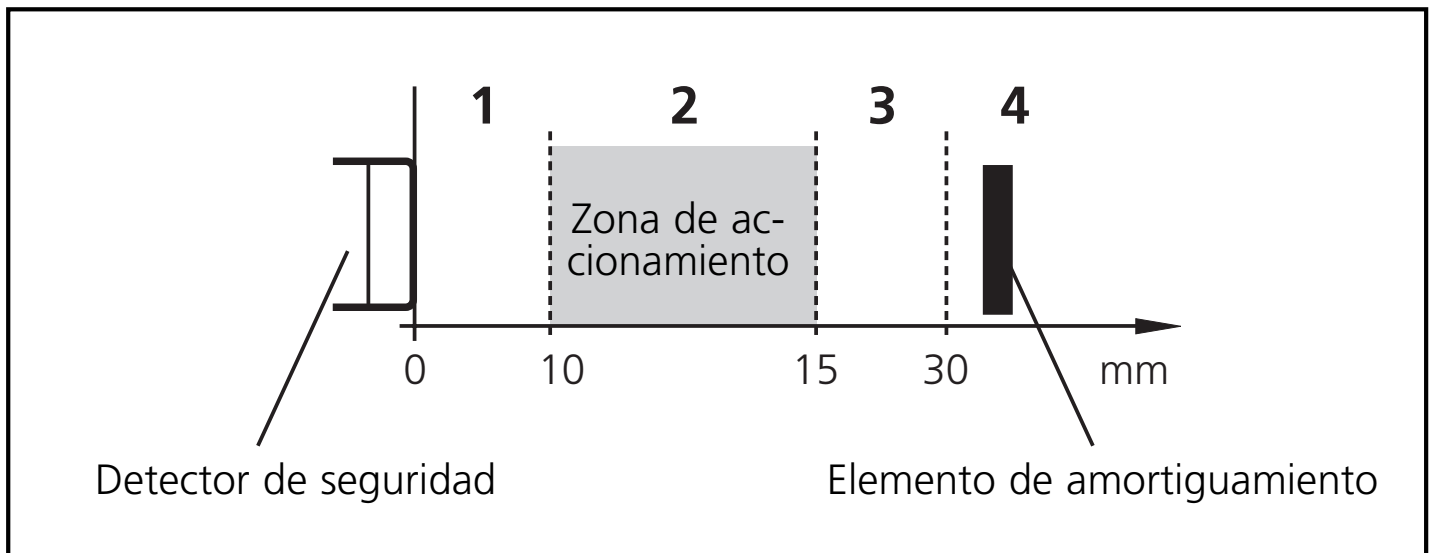 1 2 3 4
Zona de ac-
cionamiento
0 10 15 30 mm
Detector de seguridad
Elemento de amortiguamiento